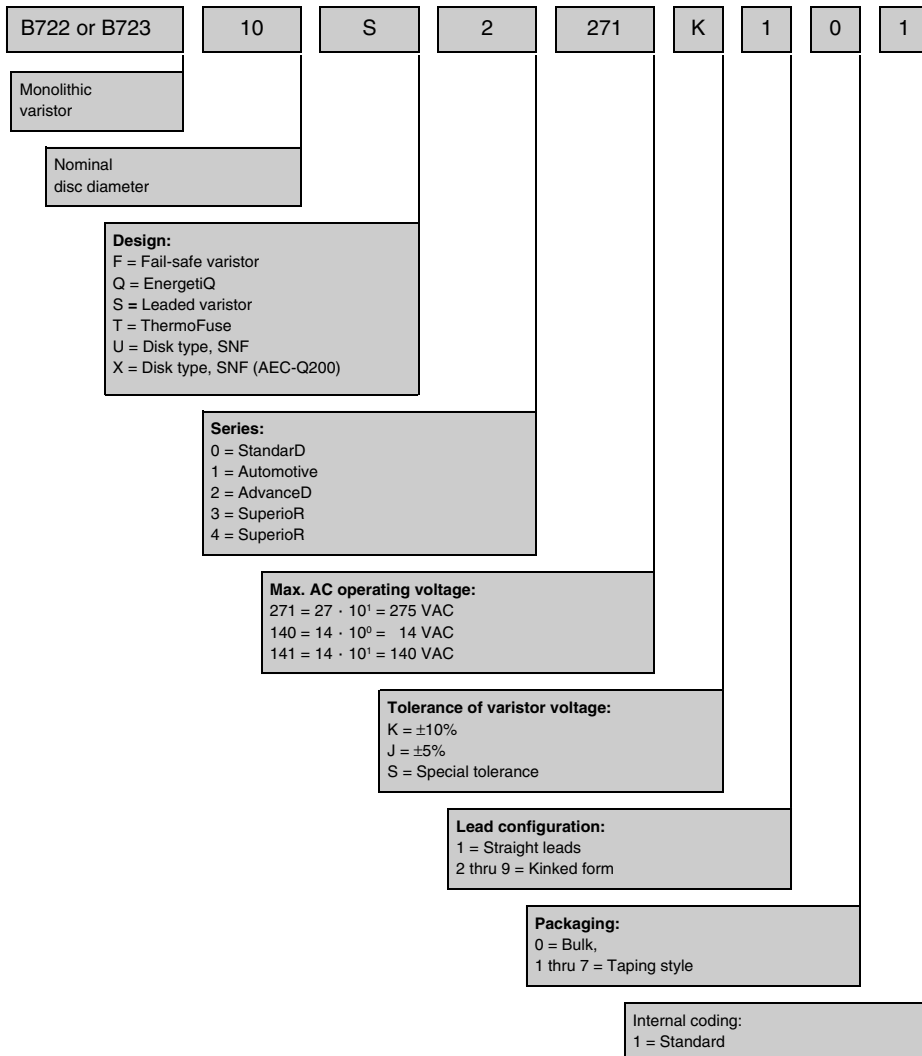 B722 or B723 10 S 2 271 K 1 0 1
Monolithic
varistor
Nominal
disc diameter
Design:
F = Fail-safe varistor
Q = EnergetiQ
S = Leaded varistor
T = ThermoFuse
U = Disk type, SNF
X = Disk type, SNF (AEC-Q200)
Series:
0 = StandarD
1 = Automotive
2 = AdvanceD
3 = SuperioR
4 = SuperioR
Max. AC operating voltage:
271 = 27 · 10¹ = 275 VAC
140 = 14 · 10⁰ = 14 VAC
141 = 14 · 10¹ = 140 VAC
Tolerance of varistor voltage:
K = ±10%
J = ±5%
S = Special tolerance
Lead configuration:
1 = Straight leads
2 thru 9 = Kinked form
Packaging:
0 = Bulk,
1 thru 7 = Taping style
Internal coding:
1 = Standard